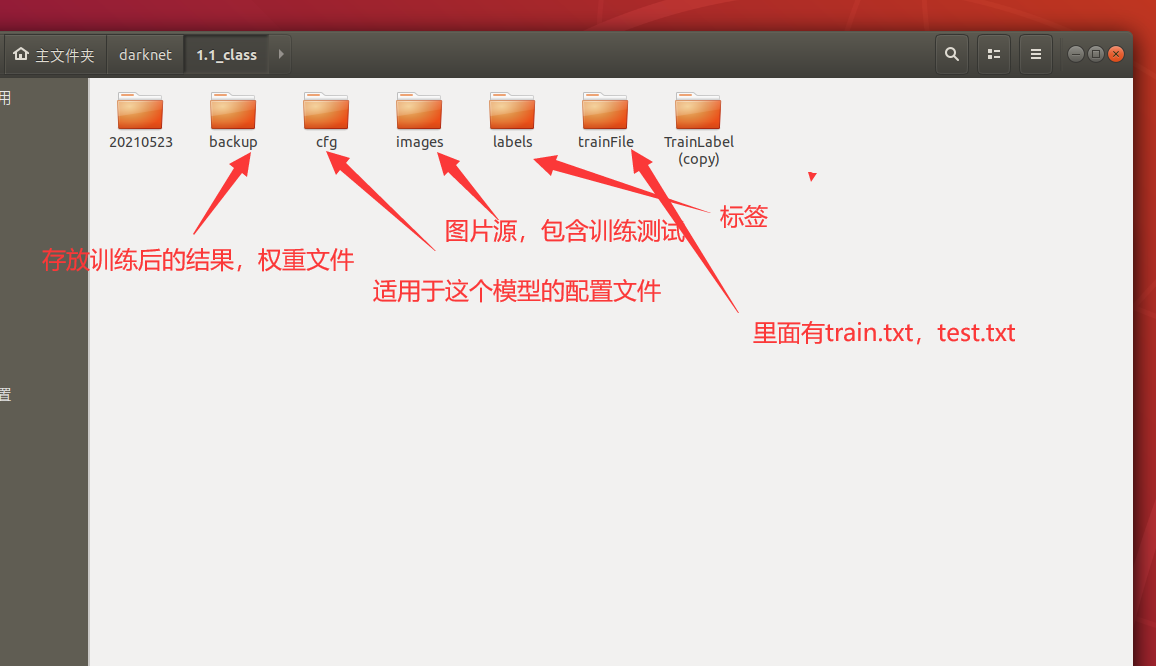 主文件夹
darknet
1.1_class
用
20210523
backup
cfg
images
labels
trainFile
TrainLabel
(copy)
标签
图片源，包含训练测试
存放训练后的结果，权重文件
适用于这个模型的配置文件
里面有train.txt，test.txt
置